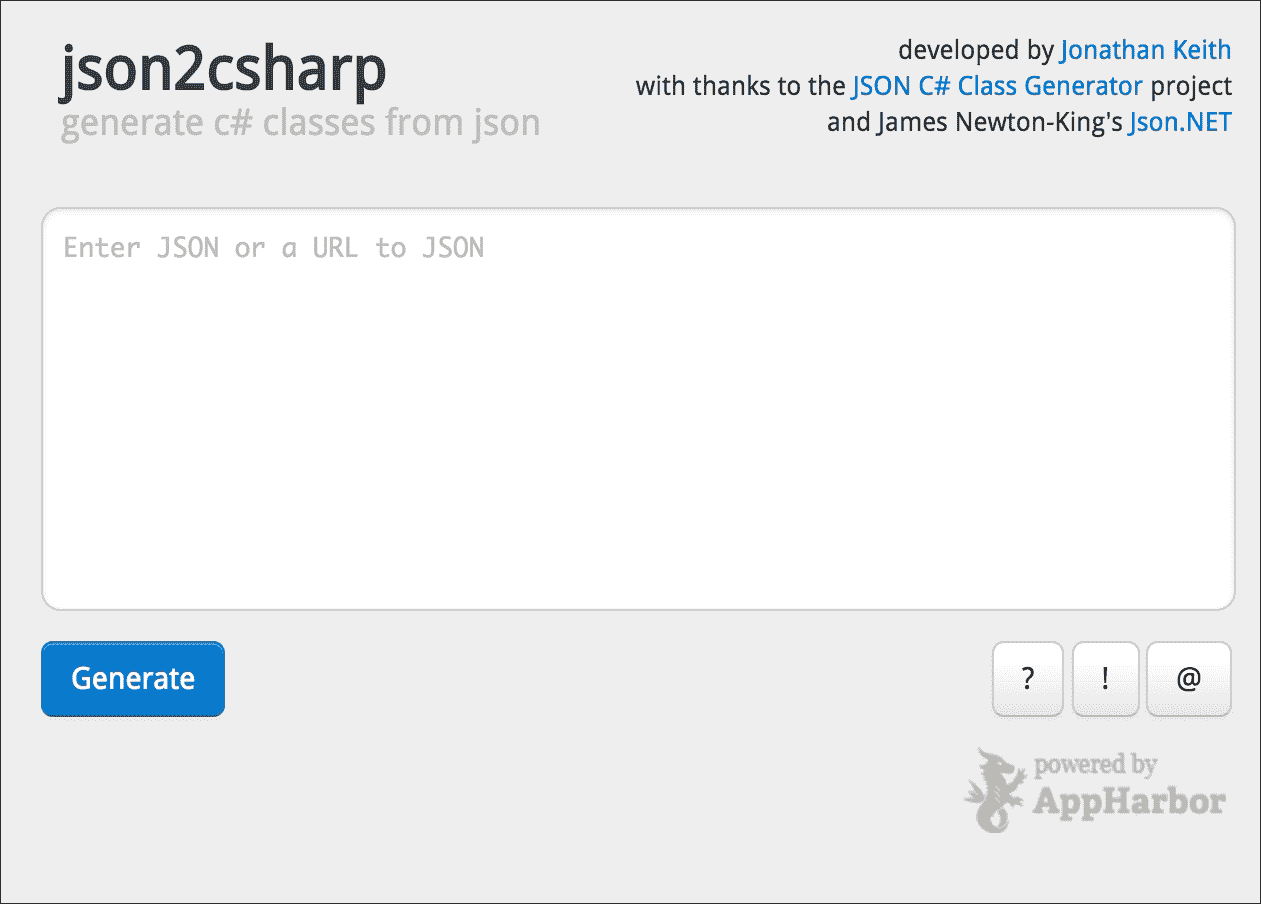 json2csharp
generate c# classes from json
developed by Jonathan Keith
with thanks to the JSON C# Class Generator project
and James Newton-King's Json.NET
Enter JSON or a URL to JSON
Generate
?
!
@
powered by
AppHarbor